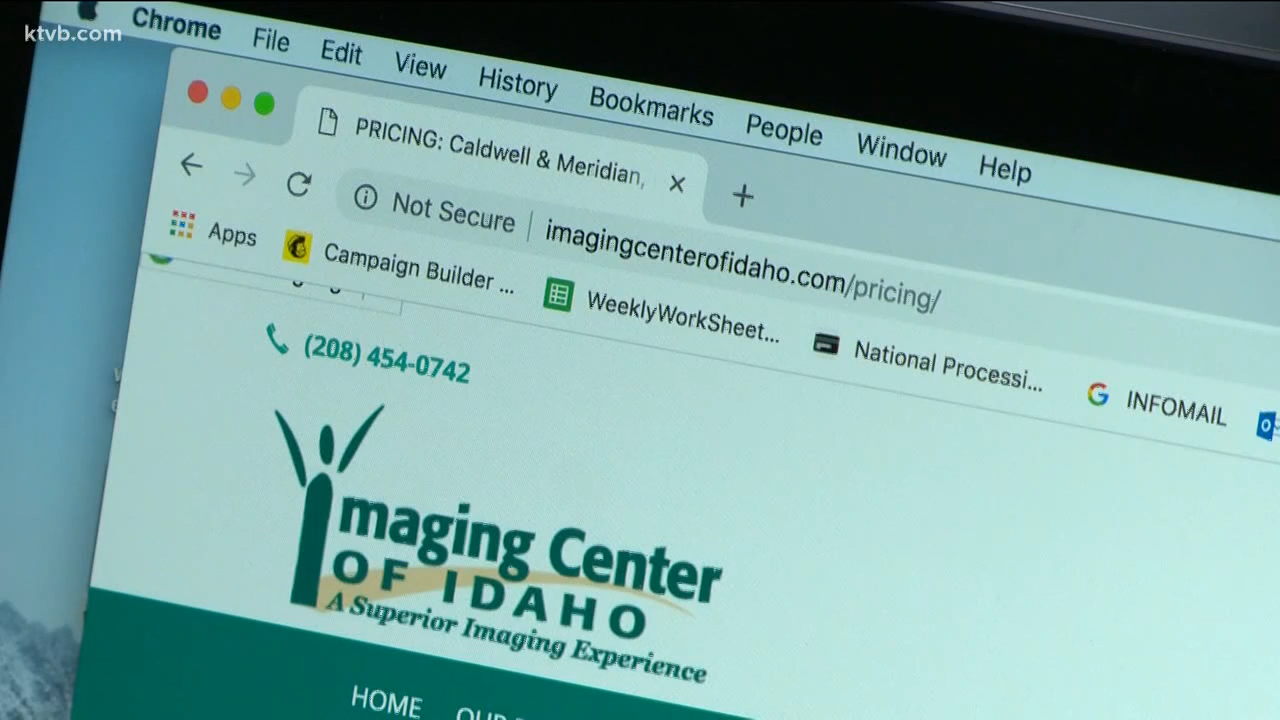 ktvb.com
Chrome File Edit View History Bookmarks People Window Help
PRICING: Caldwell & Meridian,
Not Secure imagingcenterofidaho.com/pricing/
Apps Campaign Builder ... WeeklyWorkSheet... National Processi... INFOMAIL
(208) 454-0742
Imaging Center
OF IDAHO
A Superior Imaging Experience
HOME OUR